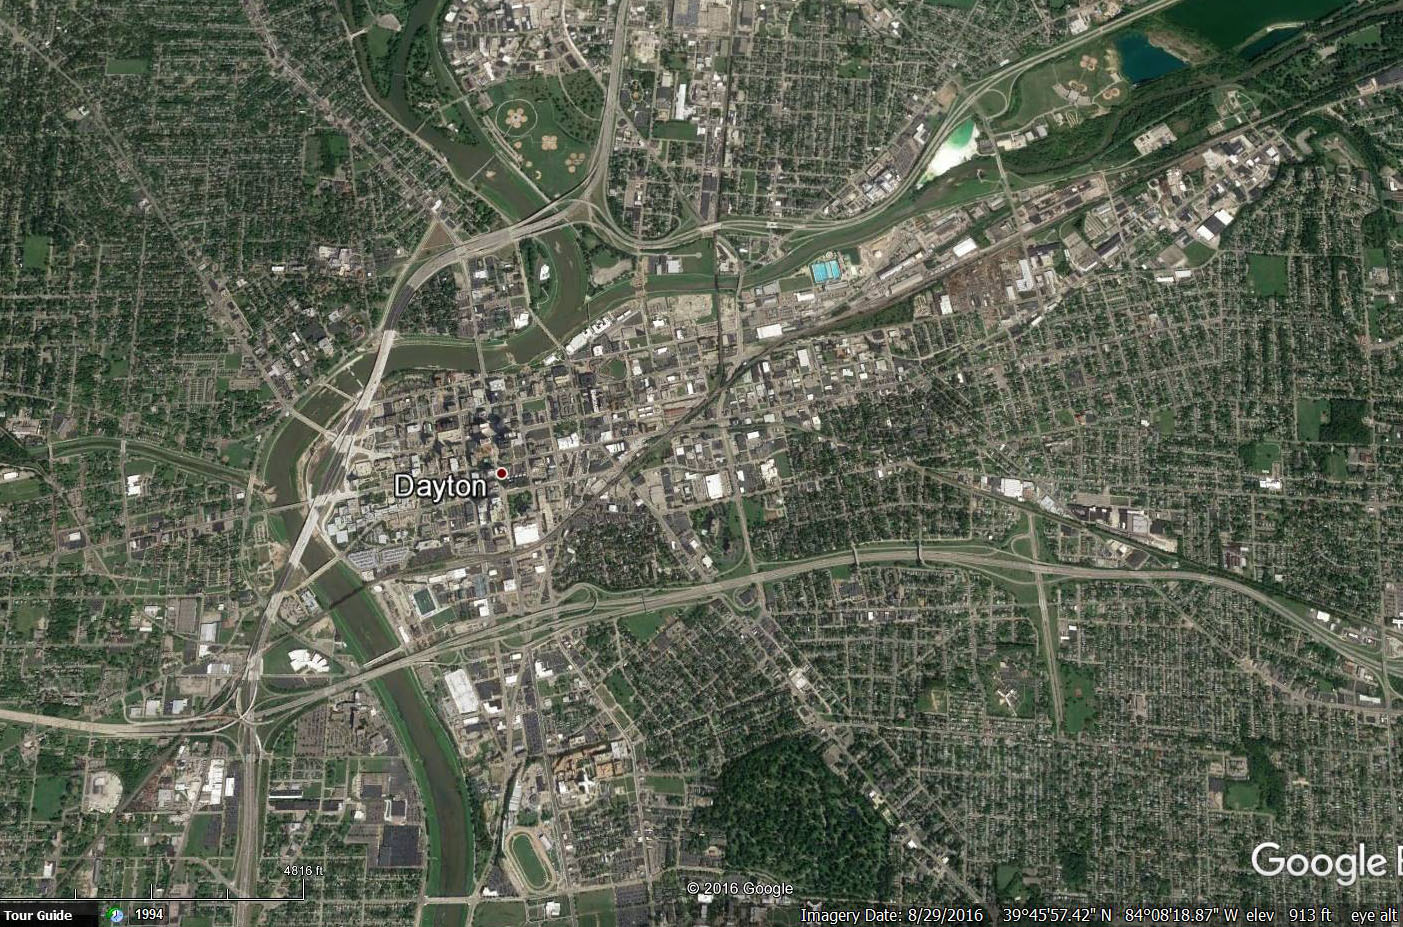 Dayton
Google E
4816 ft
© 2016 Google
Tour Guide
1994
Imagery Date: 8/29/2016 39°45'57.42" N 84°08'18.87" W elev 913 ft eye alt